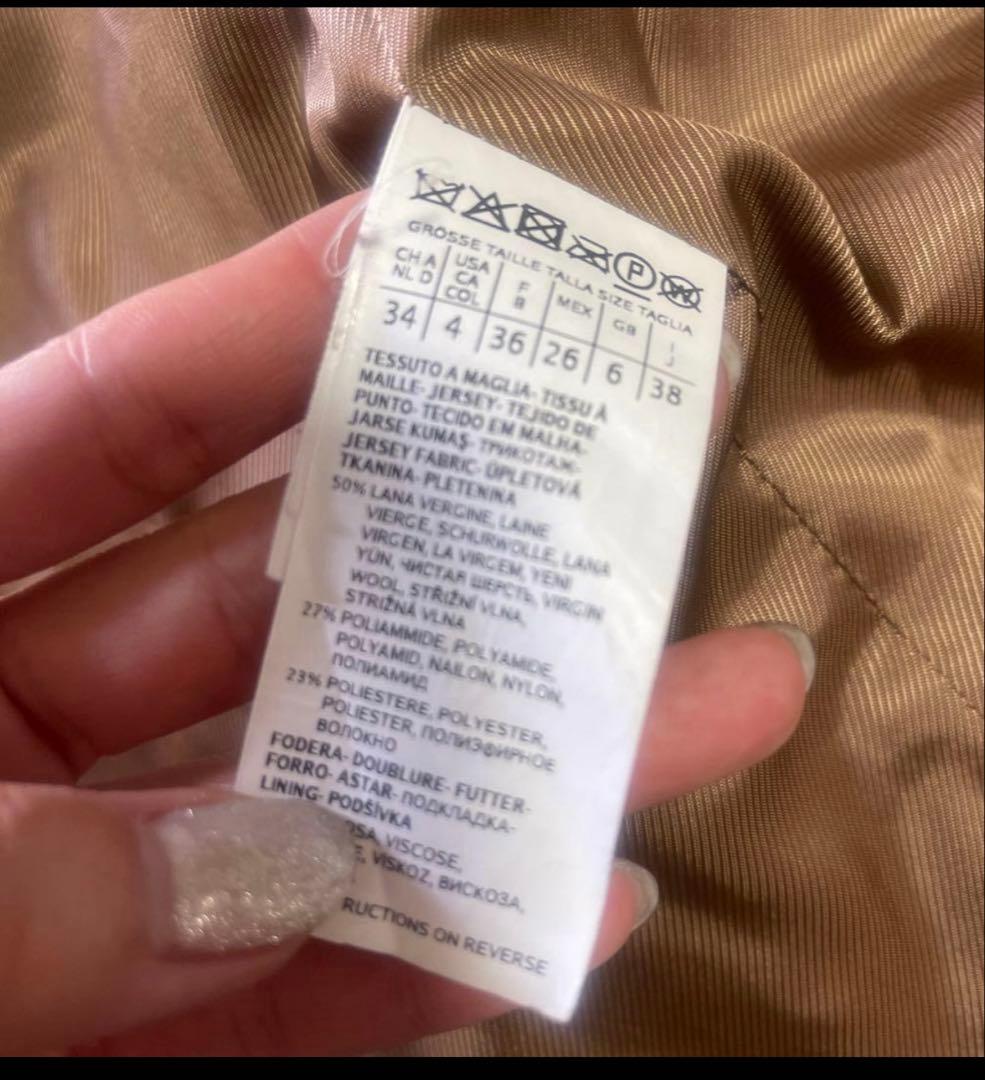 P W
GRÖSSE TAILLE TALLA SIZE TAGLIA
CH A NL D USA CA COL F B MEX GB I J
34 4 36 26 6 38
TESSUTO A MAGLIA- TISSU À
MAILLE- JERSEY- TEJIDO DE
PUNTO- TECIDO EM MALHA-
JARSE KUMAŞ- ТРИКОТАЖ-
JERSEY FABRIC- ÚPLETOVÁ
TKANINA- PLETENINA
50% LANA VERGINE, LAINE
VIERGE, SCHURWOLLE, LANA
VIRGEN, LA VIRGEM, YENI
YÜN, ЧИСТАЯ ШЕРСТЬ, VIRGIN
WOOL, STŘIŽNÍ VLNA,
STRIŽNÁ VLNA
27% POLIAMMIDE, POLYAMIDE,
POLYAMID, NAILON, NYLON,
ПОЛИАМИД
23% POLIESTERE, POLYESTER,
POLIESTER, ПОЛИЭФИРНОЕ
ВОЛОКНО
FODERA- DOUBLURE- FUTTER-
FORRO- ASTAR- ПОДКЛАДКА-
LINING- PODŠÍVKA
OSA, VISCOSE,
E, VISKOZ, ВИСКОЗА,
RUCTIONS ON REVERSE